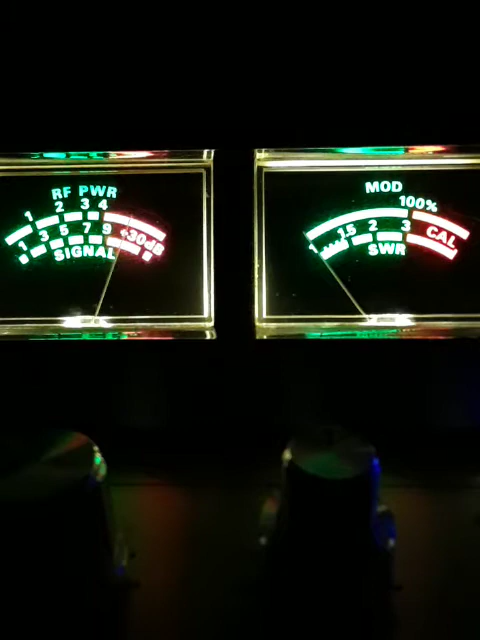 RF PWR
1 2 3 4
1 3 5 7 9 +30dB
SIGNAL
MOD
100%
1 1.5 2 3 CAL
SWR